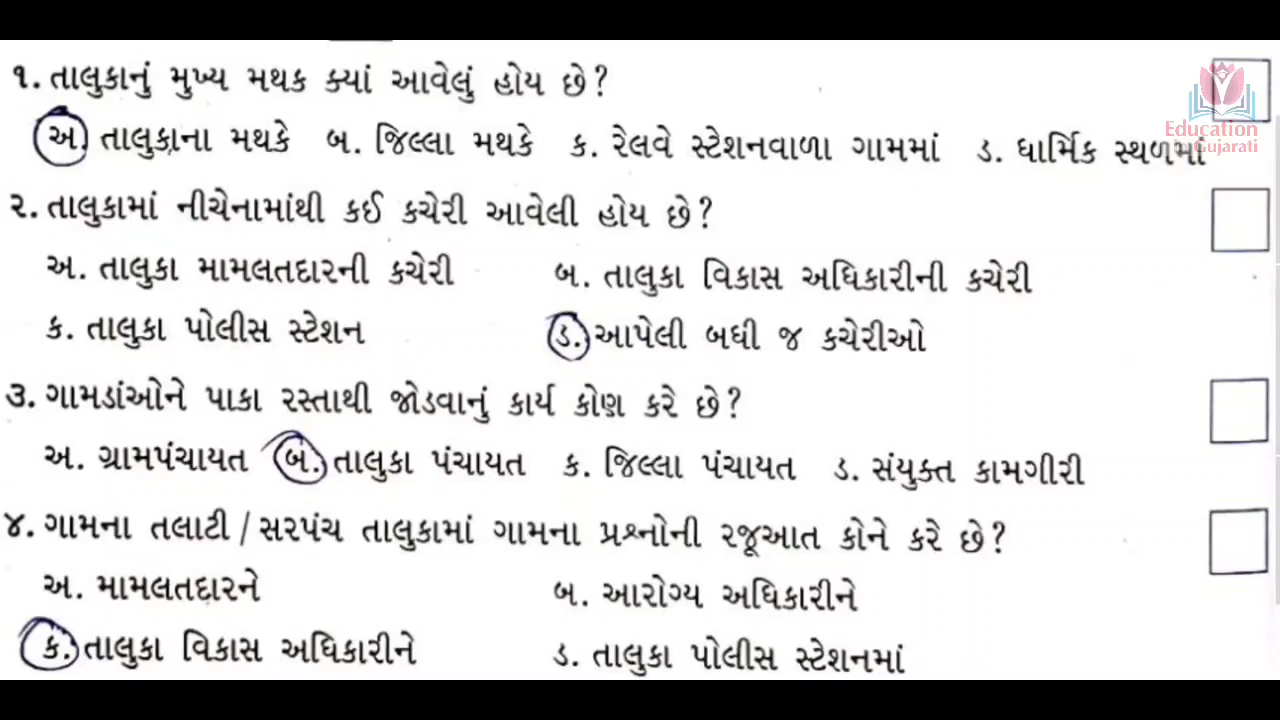 ૧. તાલુકાનું મુખ્ય મથક ક્યાં આવેલું હોય છે?
અ. તાલુકાના મથકે બ. જિલ્લા મથકે ક. રેલવે સ્ટેશનવાળા ગામમાં ડ. ધાર્મિક સ્થળમાં
૨. તાલુકામાં નીચેનામાંથી કઈ કચેરી આવેલી હોય છે?
અ. તાલુકા મામલતદારની કચેરી બ. તાલુકા વિકાસ અધિકારીની કચેરી
ક. તાલુકા પોલીસ સ્ટેશન ડ. આપેલી બધી જ કચેરીઓ
૩. ગામડાંઓને પાકા રસ્તાથી જોડવાનું કાર્ય કોણ કરે છે?
અ. ગ્રામપંચાયત બ. તાલુકા પંચાયત ક. જિલ્લા પંચાયત ડ. સંયુક્ત કામગીરી
૪. ગામના તલાટી / સરપંચ તાલુકામાં ગામના પ્રશ્નોની રજૂઆત કોને કરે છે?
અ. મામલતદારને બ. આરોગ્ય અધિકારીને
ક. તાલુકા વિકાસ અધિકારીને ડ. તાલુકા પોલીસ સ્ટેશનમાં
Education
In Gujarati